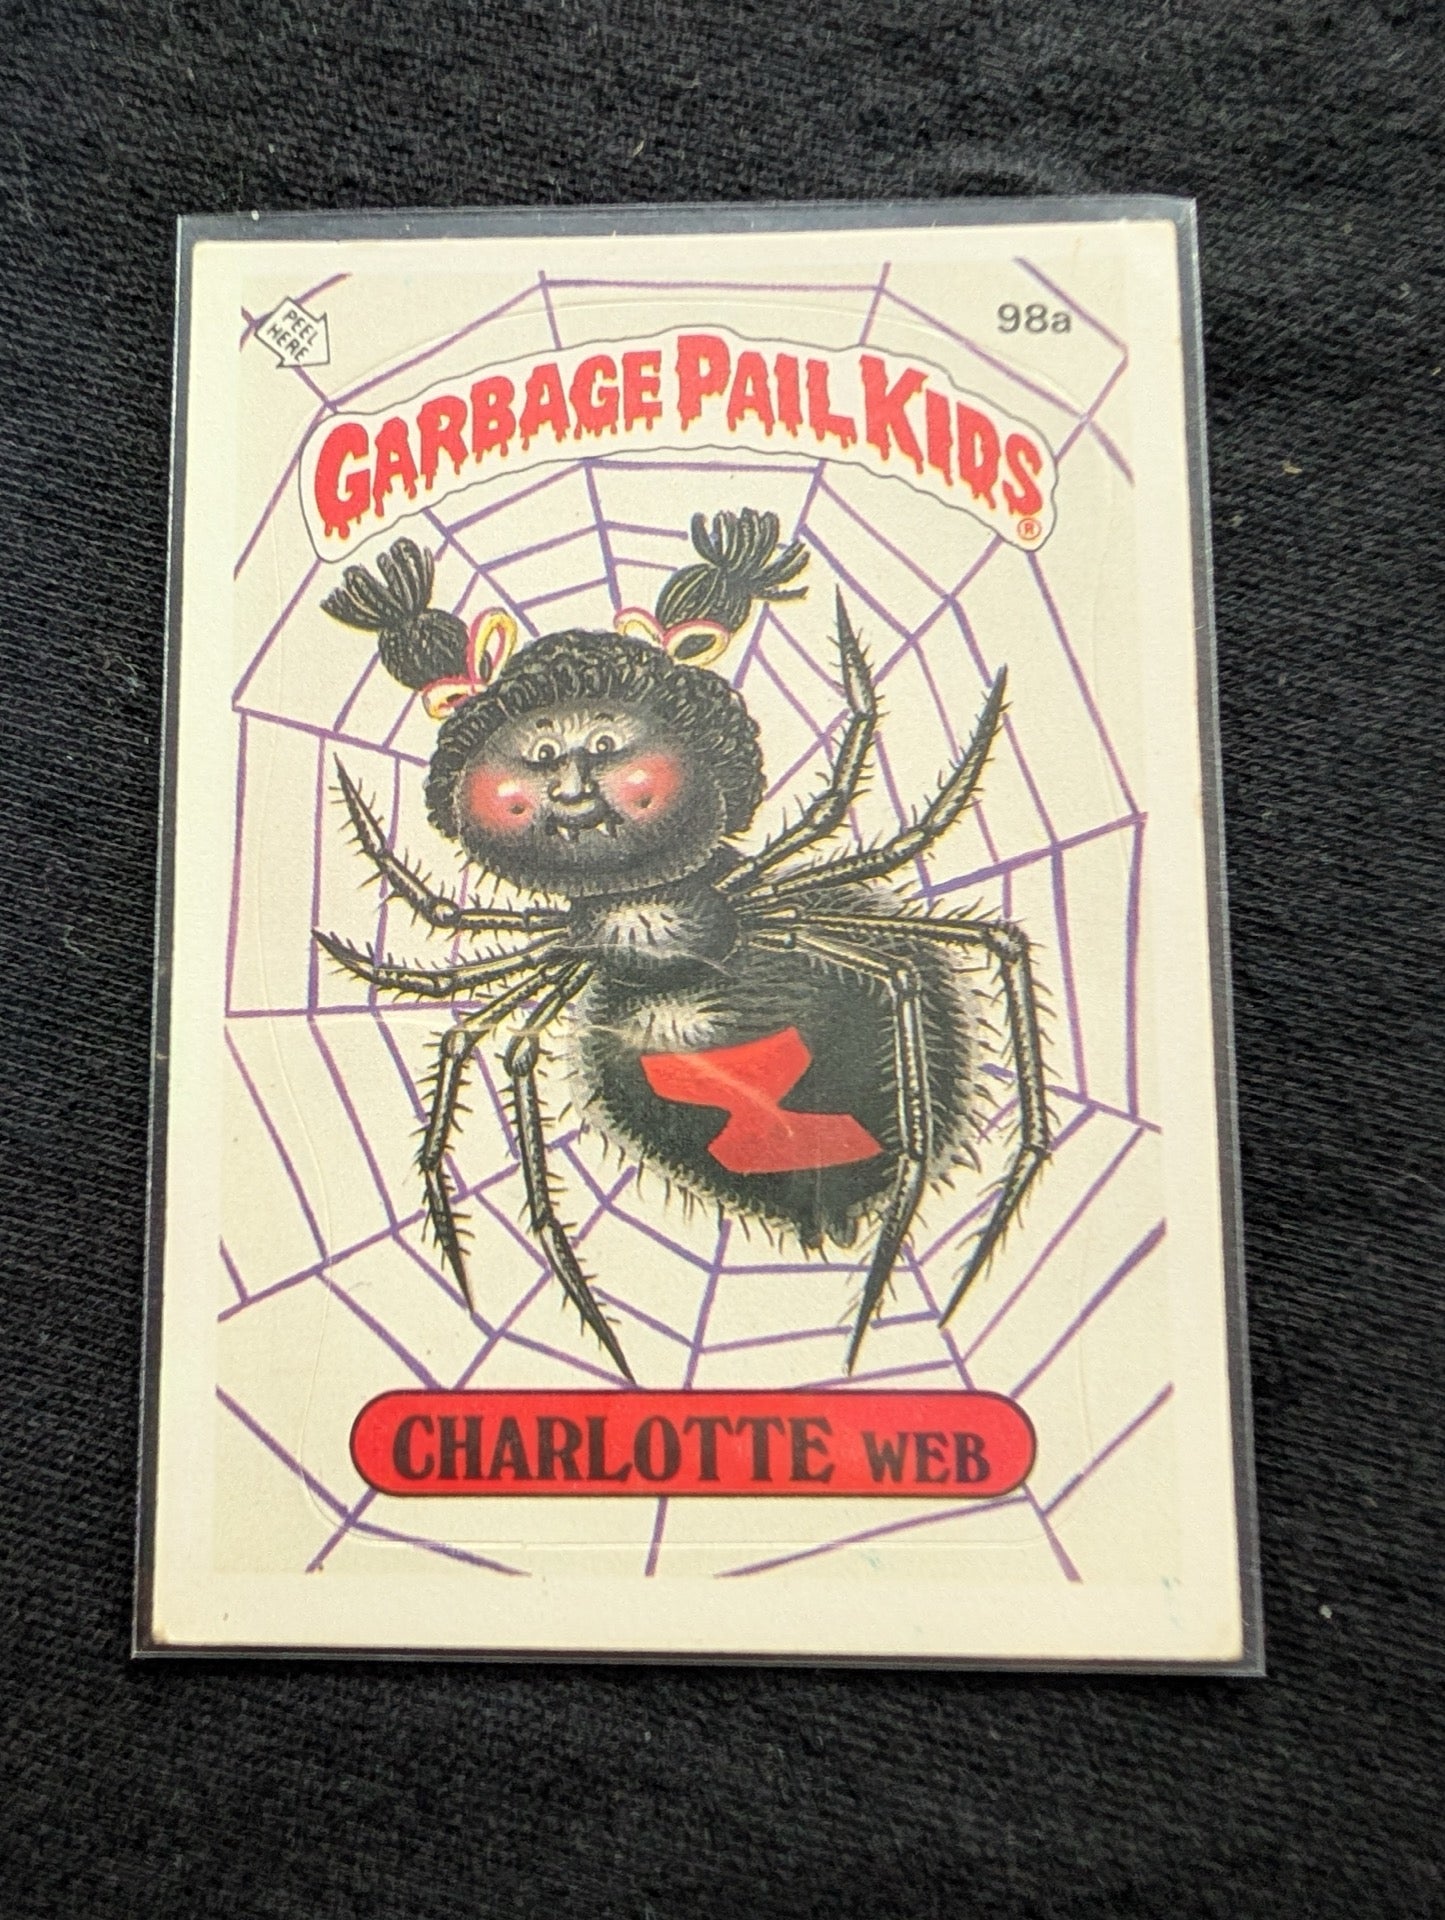 PEEL
HERE
98a
GARBAGE PAIL KIDS
®
CHARLOTTE WEB